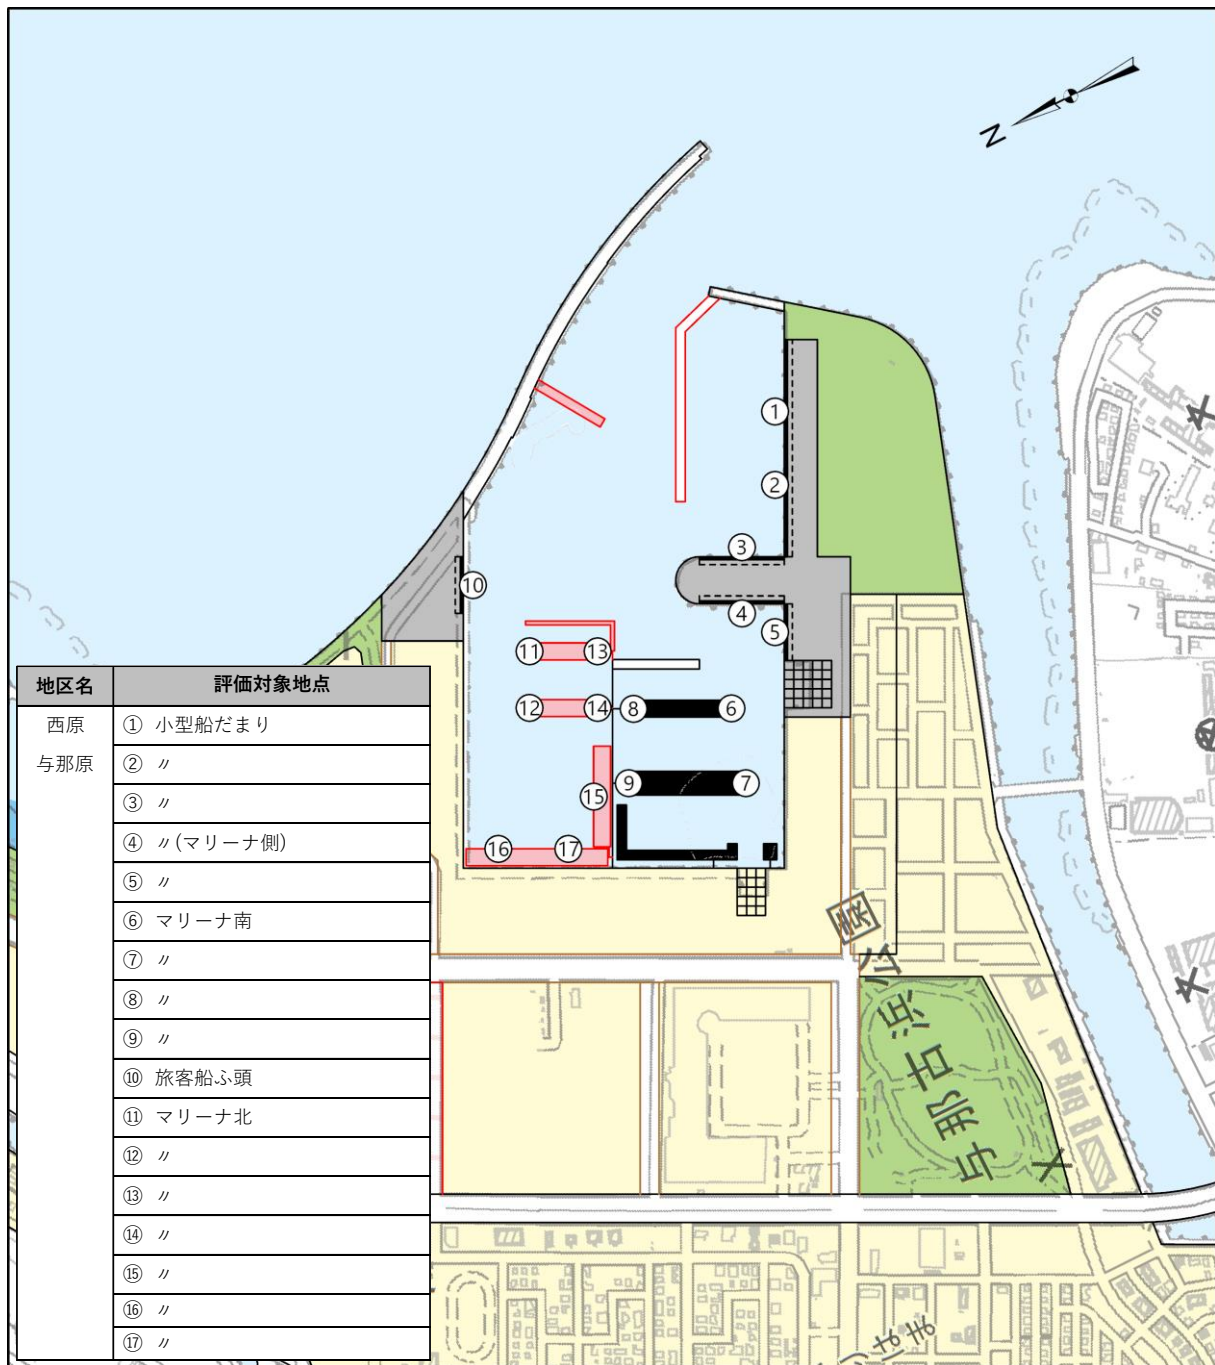 N
① ② ③ ④ ⑤ ⑩ ⑪ ⑬ ⑫ ⑭ ⑧ ⑥ ⑨ ⑦ ⑮ ⑯ ⑰
地区名 評価対象地点
西原 ① 小型船だまり
与那原 ② 〃
③ 〃
④ 〃(マリーナ側)
⑤ 〃
⑥ マリーナ南
⑦ 〃
⑧ 〃
⑨ 〃
⑩ 旅客船ふ頭
⑪ マリーナ北
⑫ 〃
⑬ 〃
⑭ 〃
⑮ 〃
⑯ 〃
⑰ 〃
与那古浜公園